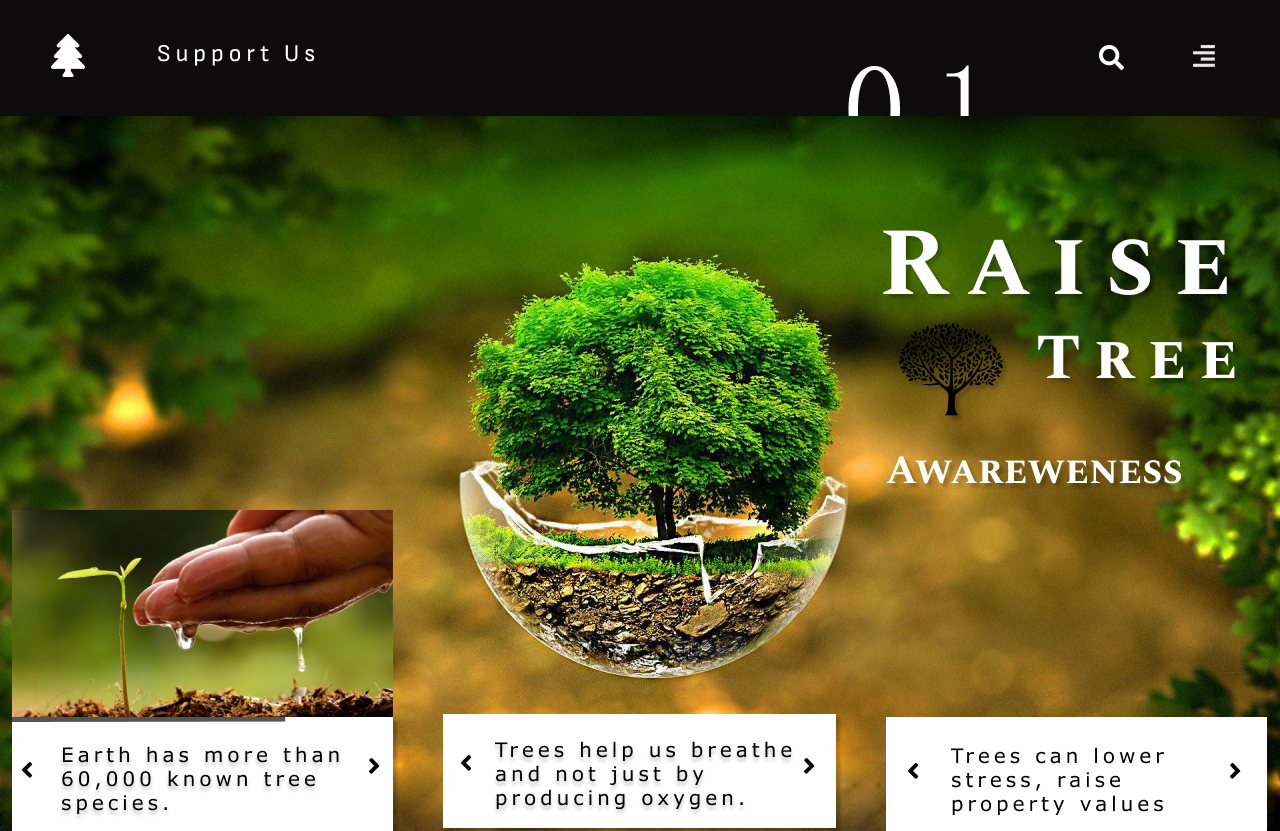 Support Us
01
RAISE
TREE
AWAREWENESS
Earth has more than
60,000 known tree
species.
Trees help us breathe
and not just by
producing oxygen.
Trees can lower
stress, raise
property values